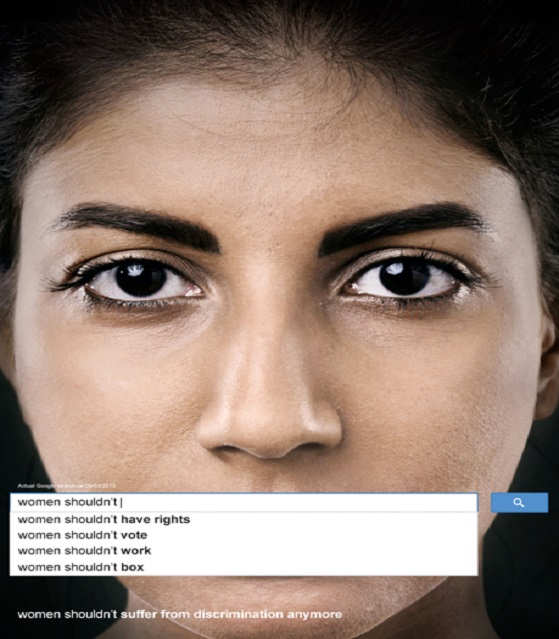 women shouldn't
women shouldn't have rights
women shouldn't vote
women shouldn't work
women shouldn't box
women shouldn't suffer from discrimination anymore